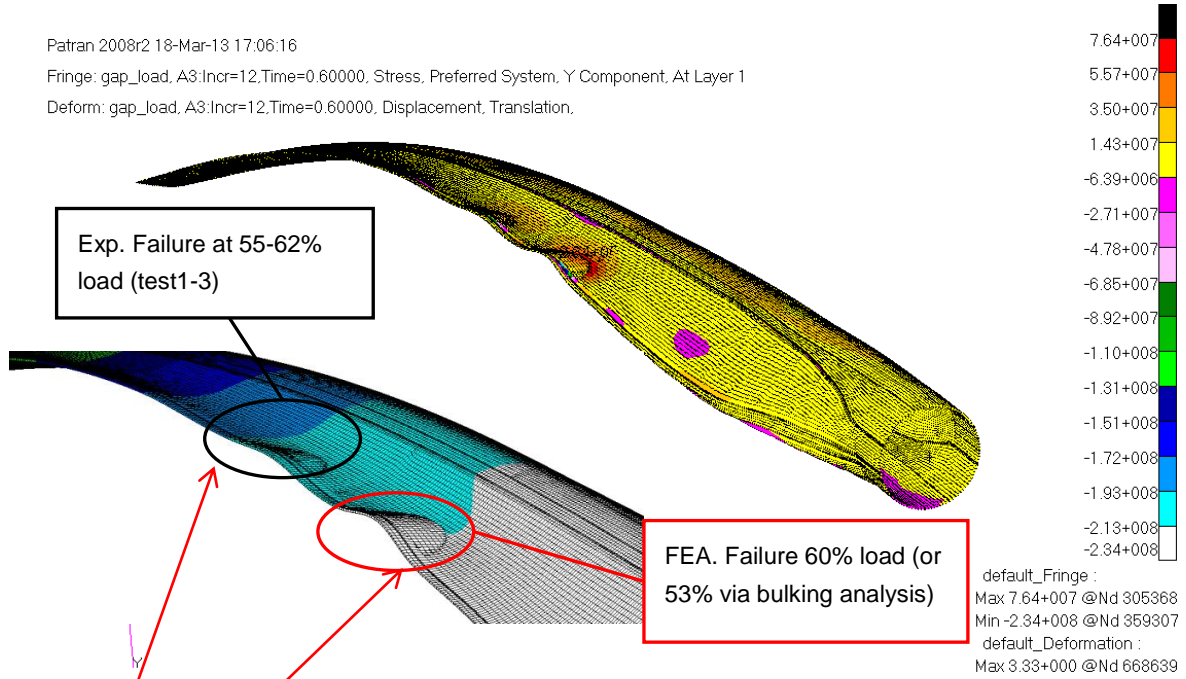 Patran 2008r2 18-Mar-13 17:06:16
Fringe: gap_load, A3:Incr=12,Time=0.60000, Stress, Preferred System, Y Component, At Layer 1
Deform: gap_load, A3:Incr=12,Time=0.60000, Displacement, Translation,
7.64+007
5.57+007
3.50+007
1.43+007
-6.39+006
-2.71+007
-4.78+007
-6.85+007
-8.92+007
-1.10+008
-1.31+008
-1.51+008
-1.72+008
-1.93+008
-2.13+008
-2.34+008
default_Fringe :
Max 7.64+007 @Nd 305368
Min -2.34+008 @Nd 359307
default_Deformation :
Max 3.33+000 @Nd 668639
Exp. Failure at 55-62%
load (test1-3)
FEA. Failure 60% load (or
53% via bulking analysis)
Y